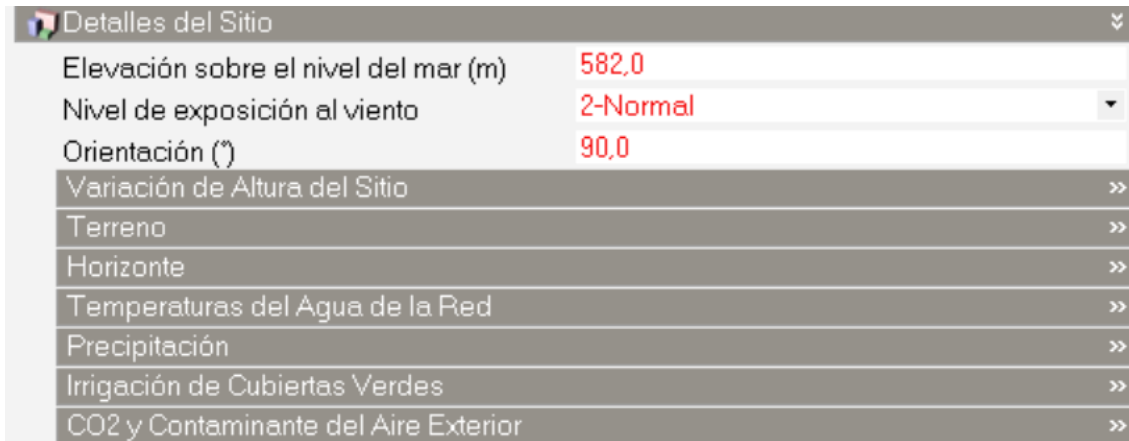 Detalles del Sitio
Elevación sobre el nivel del mar (m) 582,0
Nivel de exposición al viento 2-Normal
Orientación (°) 90,0
Variación de Altura del Sitio
Terreno
Horizonte
Temperaturas del Agua de la Red
Precipitación
Irrigación de Cubiertas Verdes
CO2 y Contaminante del Aire Exterior